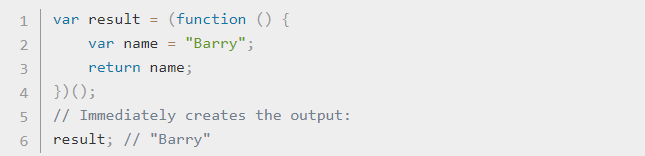 1 var result = (function () {
2     var name = "Barry";
3     return name;
4 })();
5 // Immediately creates the output:
6 result; // "Barry"